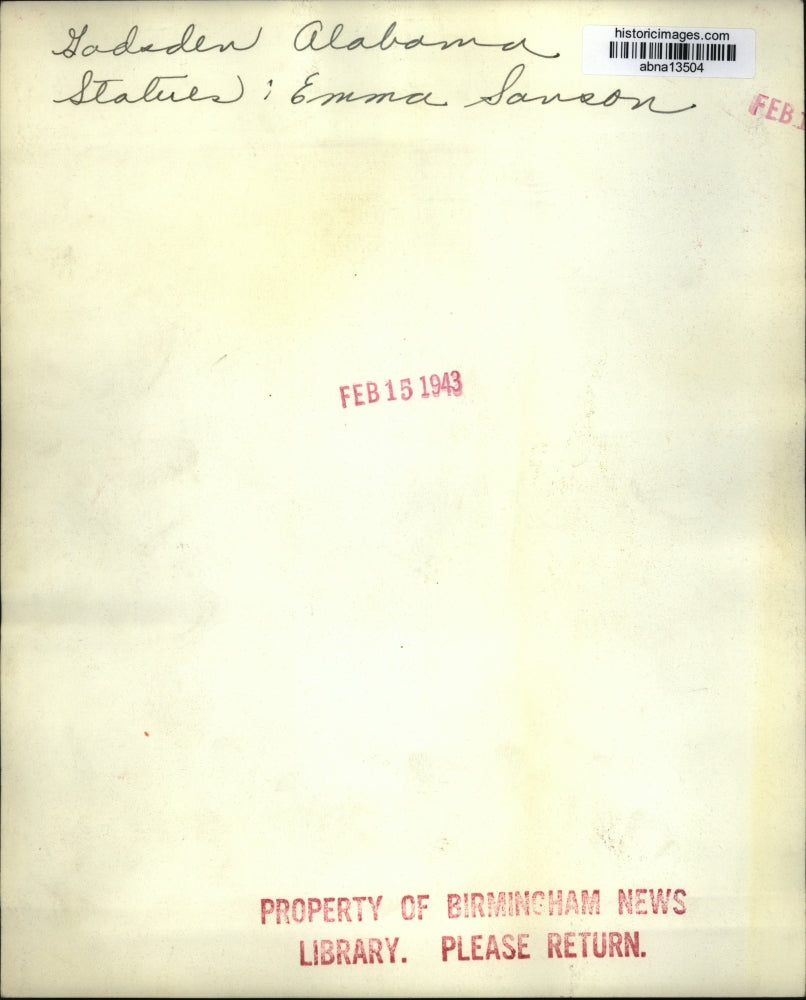 historicimages.com
abna13504
Gadsden Alabama
Statues : Emma Sanson
FEB 1
FEB 15 1943
PROPERTY OF BIRMINGHAM NEWS
LIBRARY. PLEASE RETURN.